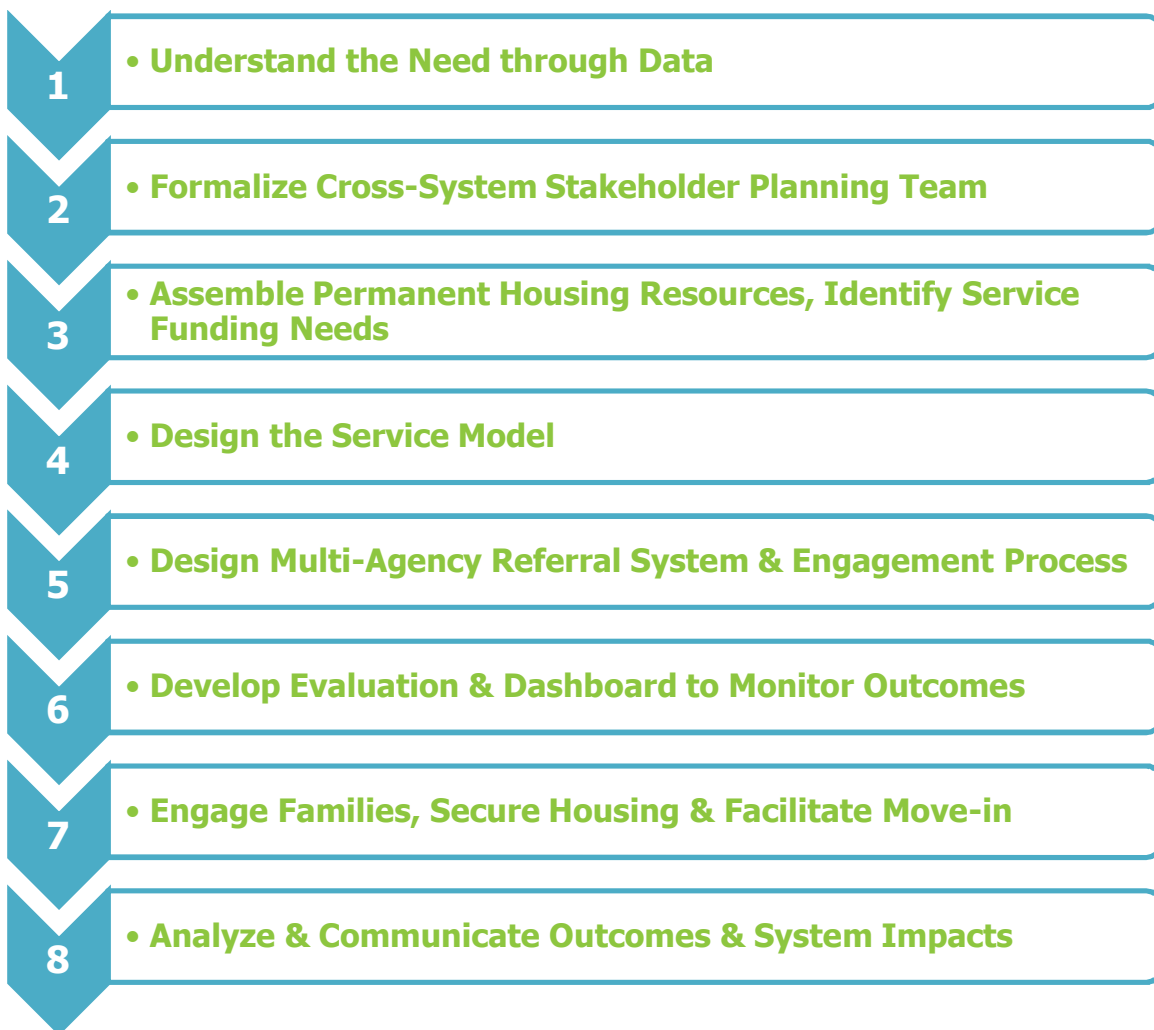 1
• Understand the Need through Data
2
• Formalize Cross-System Stakeholder Planning Team
3
• Assemble Permanent Housing Resources, Identify Service
Funding Needs
4
• Design the Service Model
5
• Design Multi-Agency Referral System & Engagement Process
6
• Develop Evaluation & Dashboard to Monitor Outcomes
7
• Engage Families, Secure Housing & Facilitate Move-in
8
• Analyze & Communicate Outcomes & System Impacts